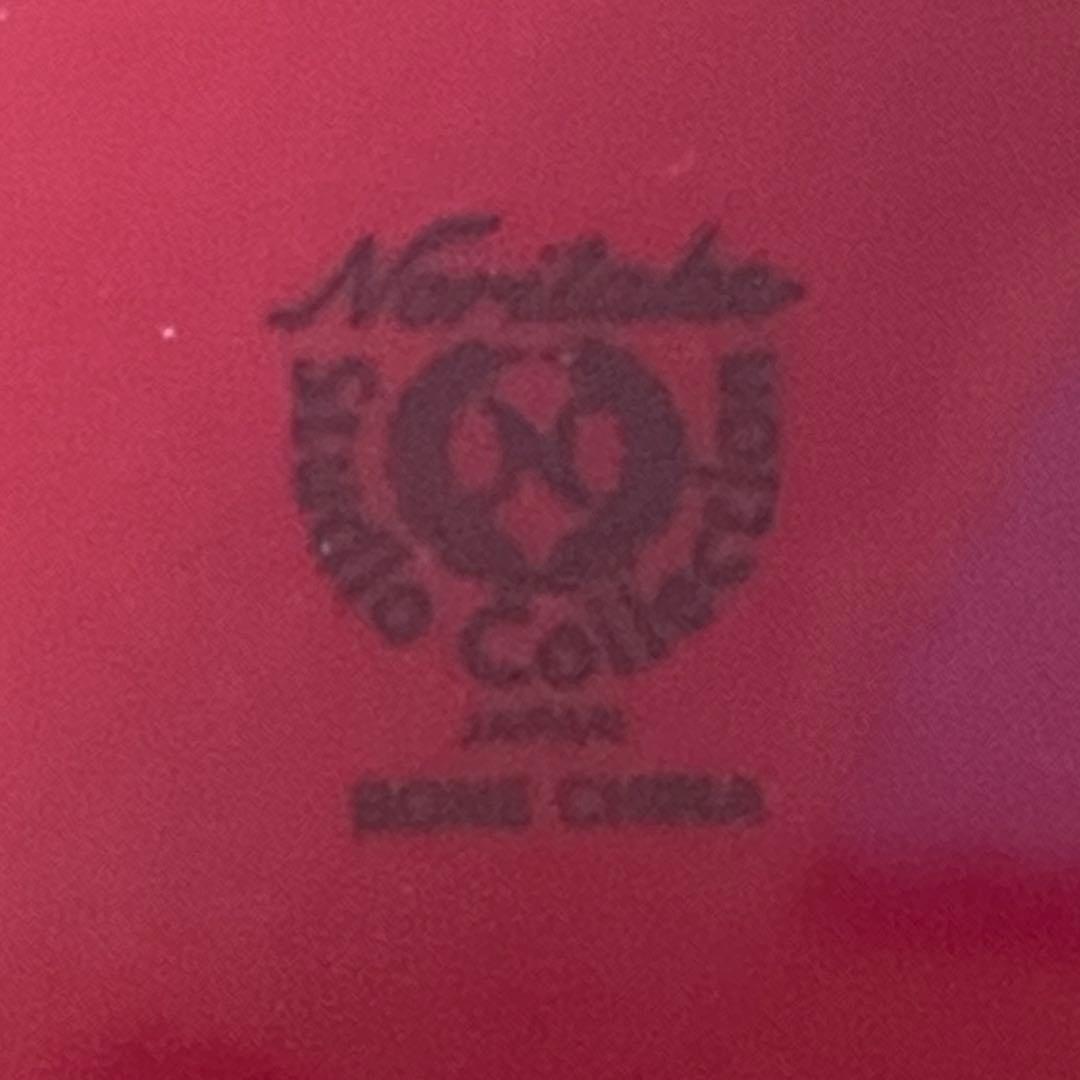 Noritake
Studio Collection
N
JAPAN
BONE CHINA